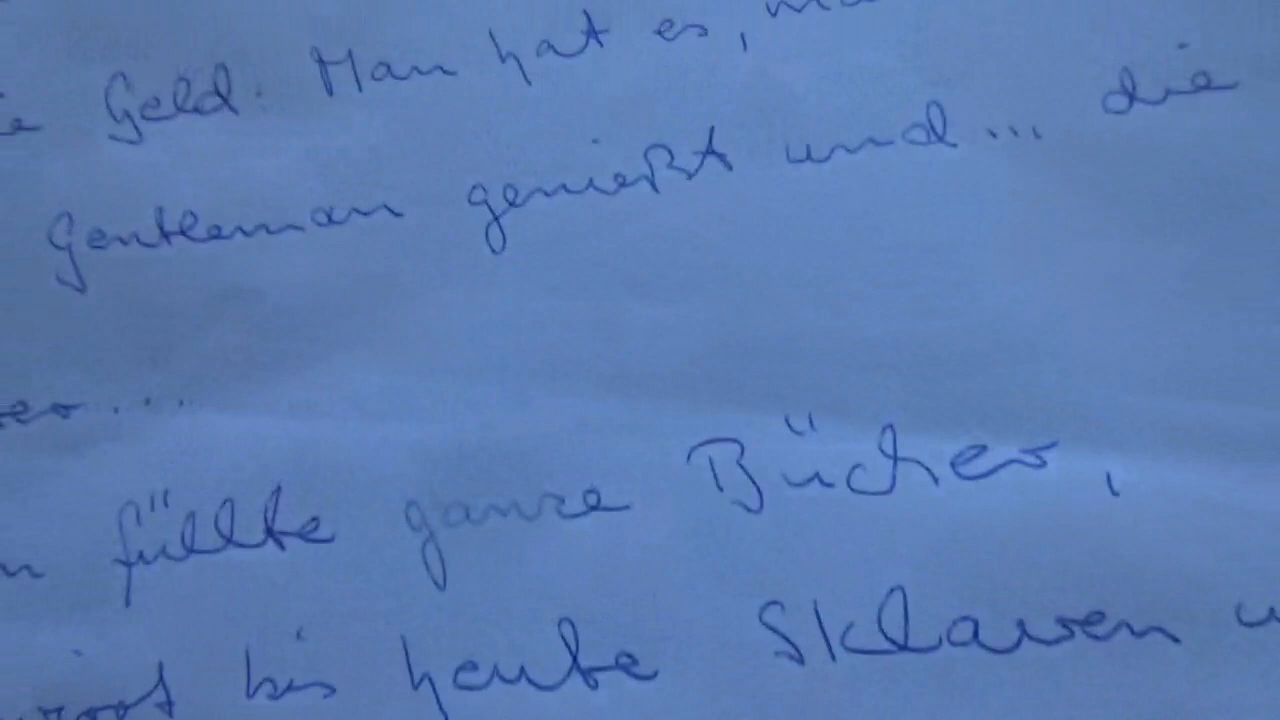 Geld. Man hat es,
Gentleman genießt und... die
füllte ganze Bücher,
bis heute Sklaven